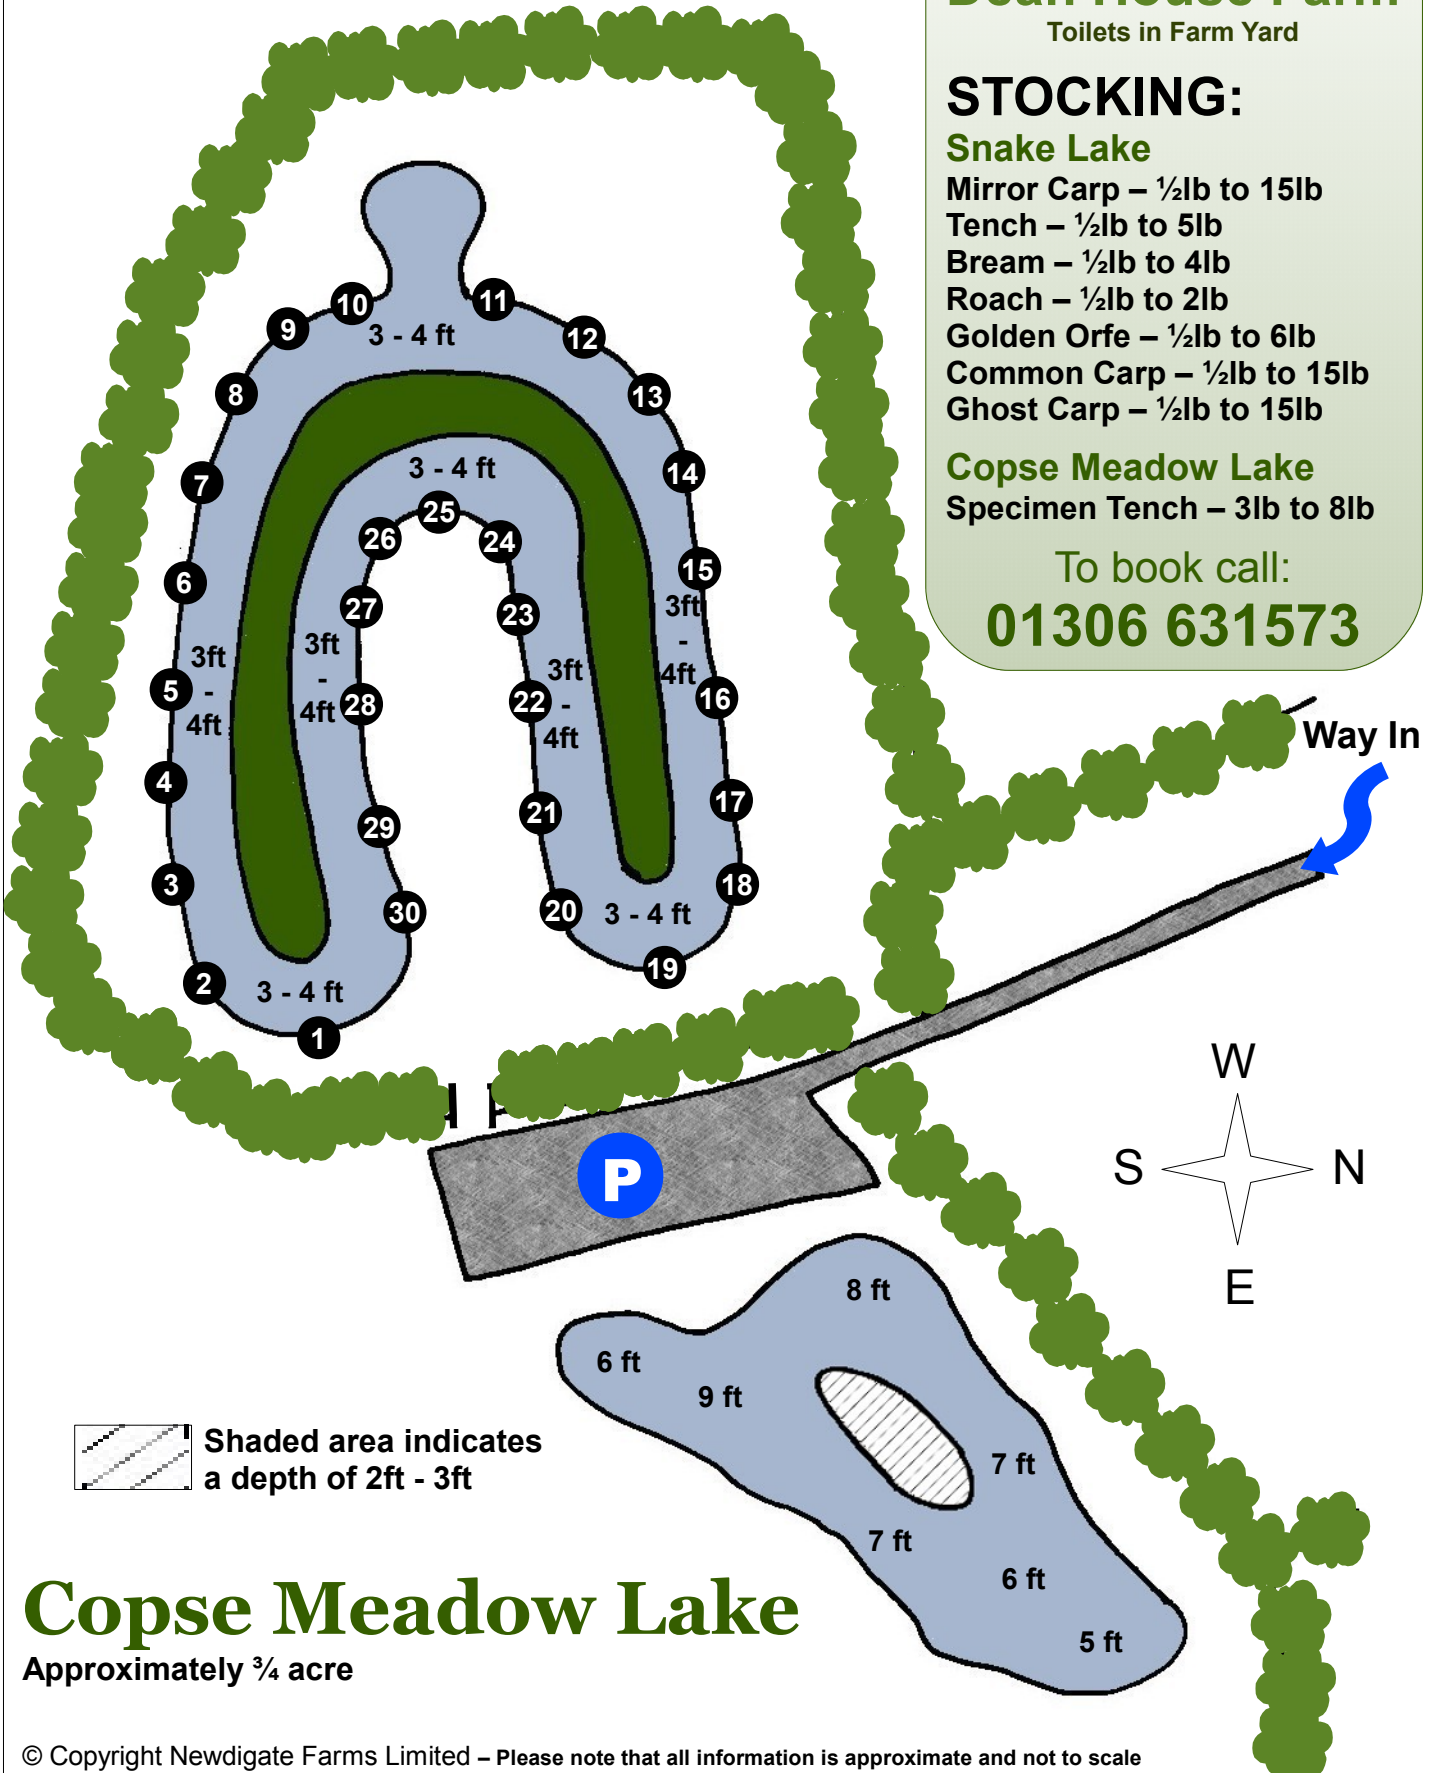 Dean House Farm
Toilets in Farm Yard
STOCKING:
Snake Lake
Mirror Carp – ½lb to 15lb
Tench – ½lb to 5lb
Bream – ½lb to 4lb
Roach – ½lb to 2lb
Golden Orfe – ½lb to 6lb
Common Carp – ½lb to 15lb
Ghost Carp – ½lb to 15lb
Copse Meadow Lake
Specimen Tench – 3lb to 8lb
To book call:
01306 631573
10
11
9
12
3 - 4 ft
8
13
3 - 4 ft
7
14
25
26
24
6
15
27
23
3ft
-
4ft
3ft
-
4ft
3ft
-
4ft
3ft
-
4ft
5
28
22
16
4
21
17
29
3
18
30
20
3 - 4 ft
19
2
3 - 4 ft
1
Way In
P
W
S
N
E
8 ft
6 ft
9 ft
7 ft
7 ft
6 ft
5 ft
Shaded area indicates
a depth of 2ft - 3ft
Copse Meadow Lake
Approximately ¾ acre
© Copyright Newdigate Farms Limited – Please note that all information is approximate and not to scale